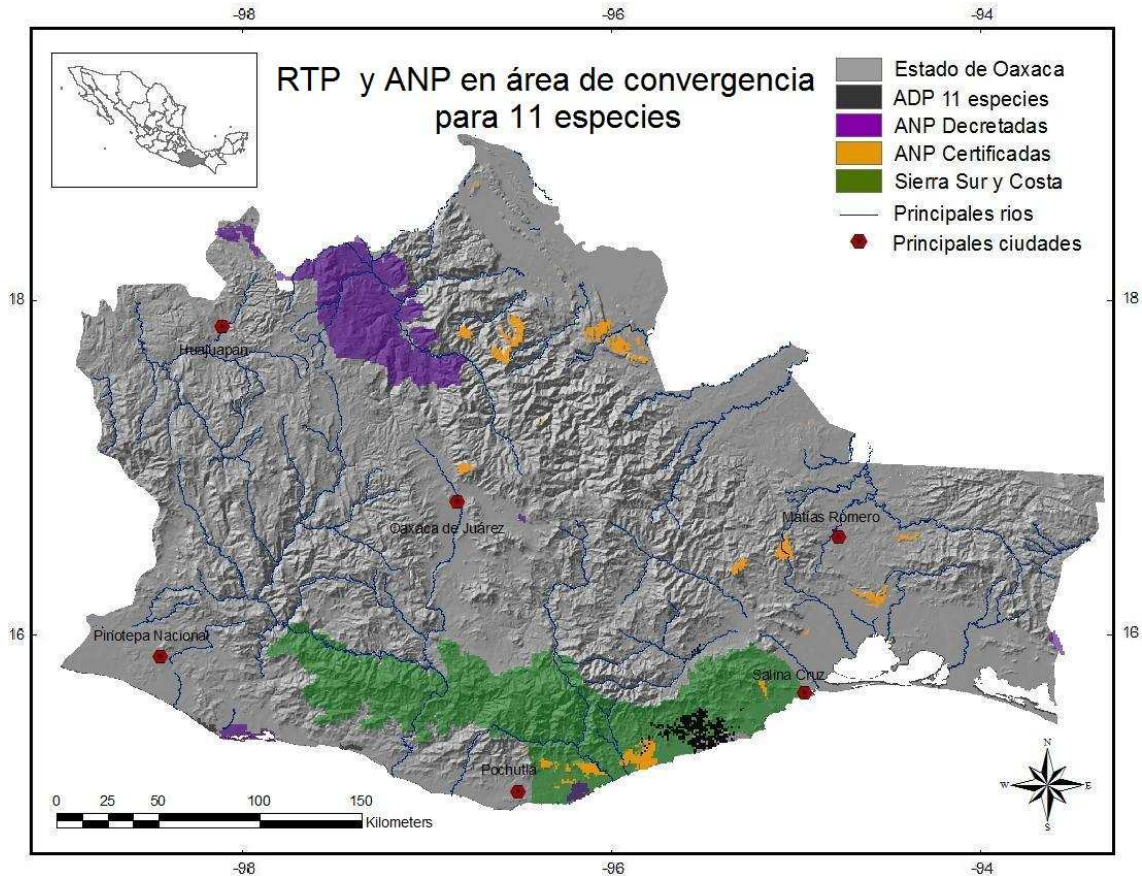 -98
-96
-94
RTP y ANP en área de convergencia
para 11 especies
Estado de Oaxaca
ADP 11 especies
ANP Decretadas
ANP Certificadas
Sierra Sur y Costa
Principales rios
Principales ciudades
18
18
Huajuapan
Oaxaca de Juárez
Matías Romero
16
16
Pinotepa Nacional
Salina Cruz
Pochutla
N
W
E
S
0 25 50 100 150
Kilometers
-98
-96
-94